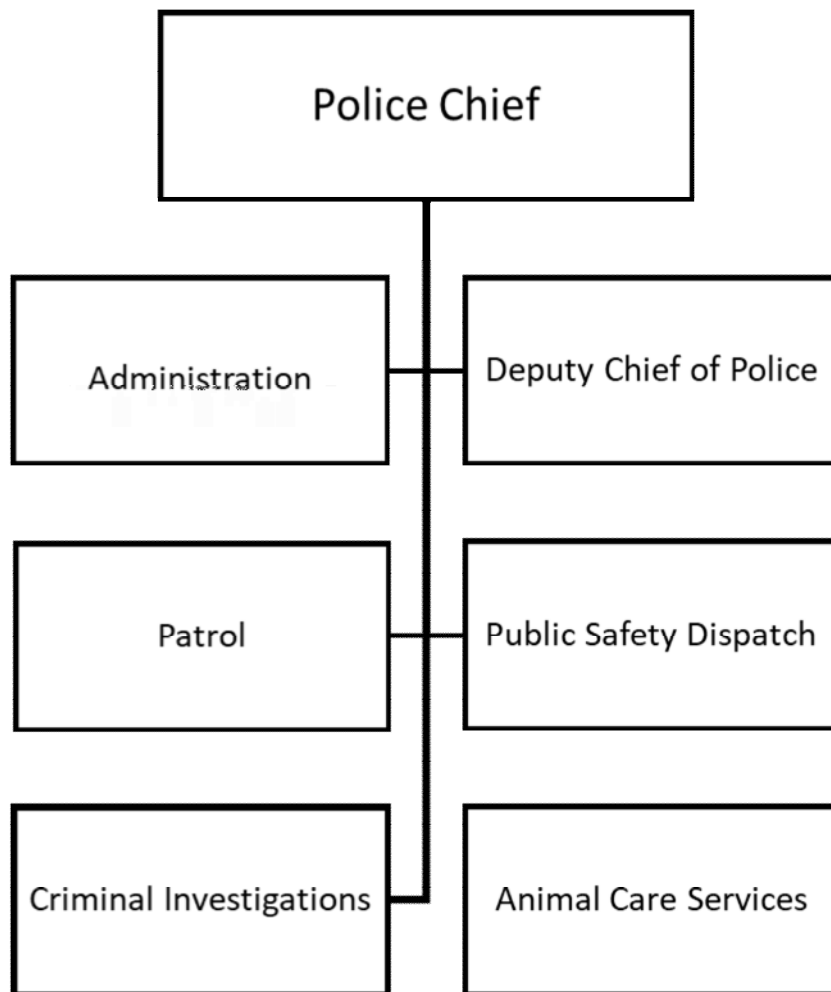 Police Chief
Administration
Deputy Chief of Police
Patrol
Public Safety Dispatch
Criminal Investigations
Animal Care Services